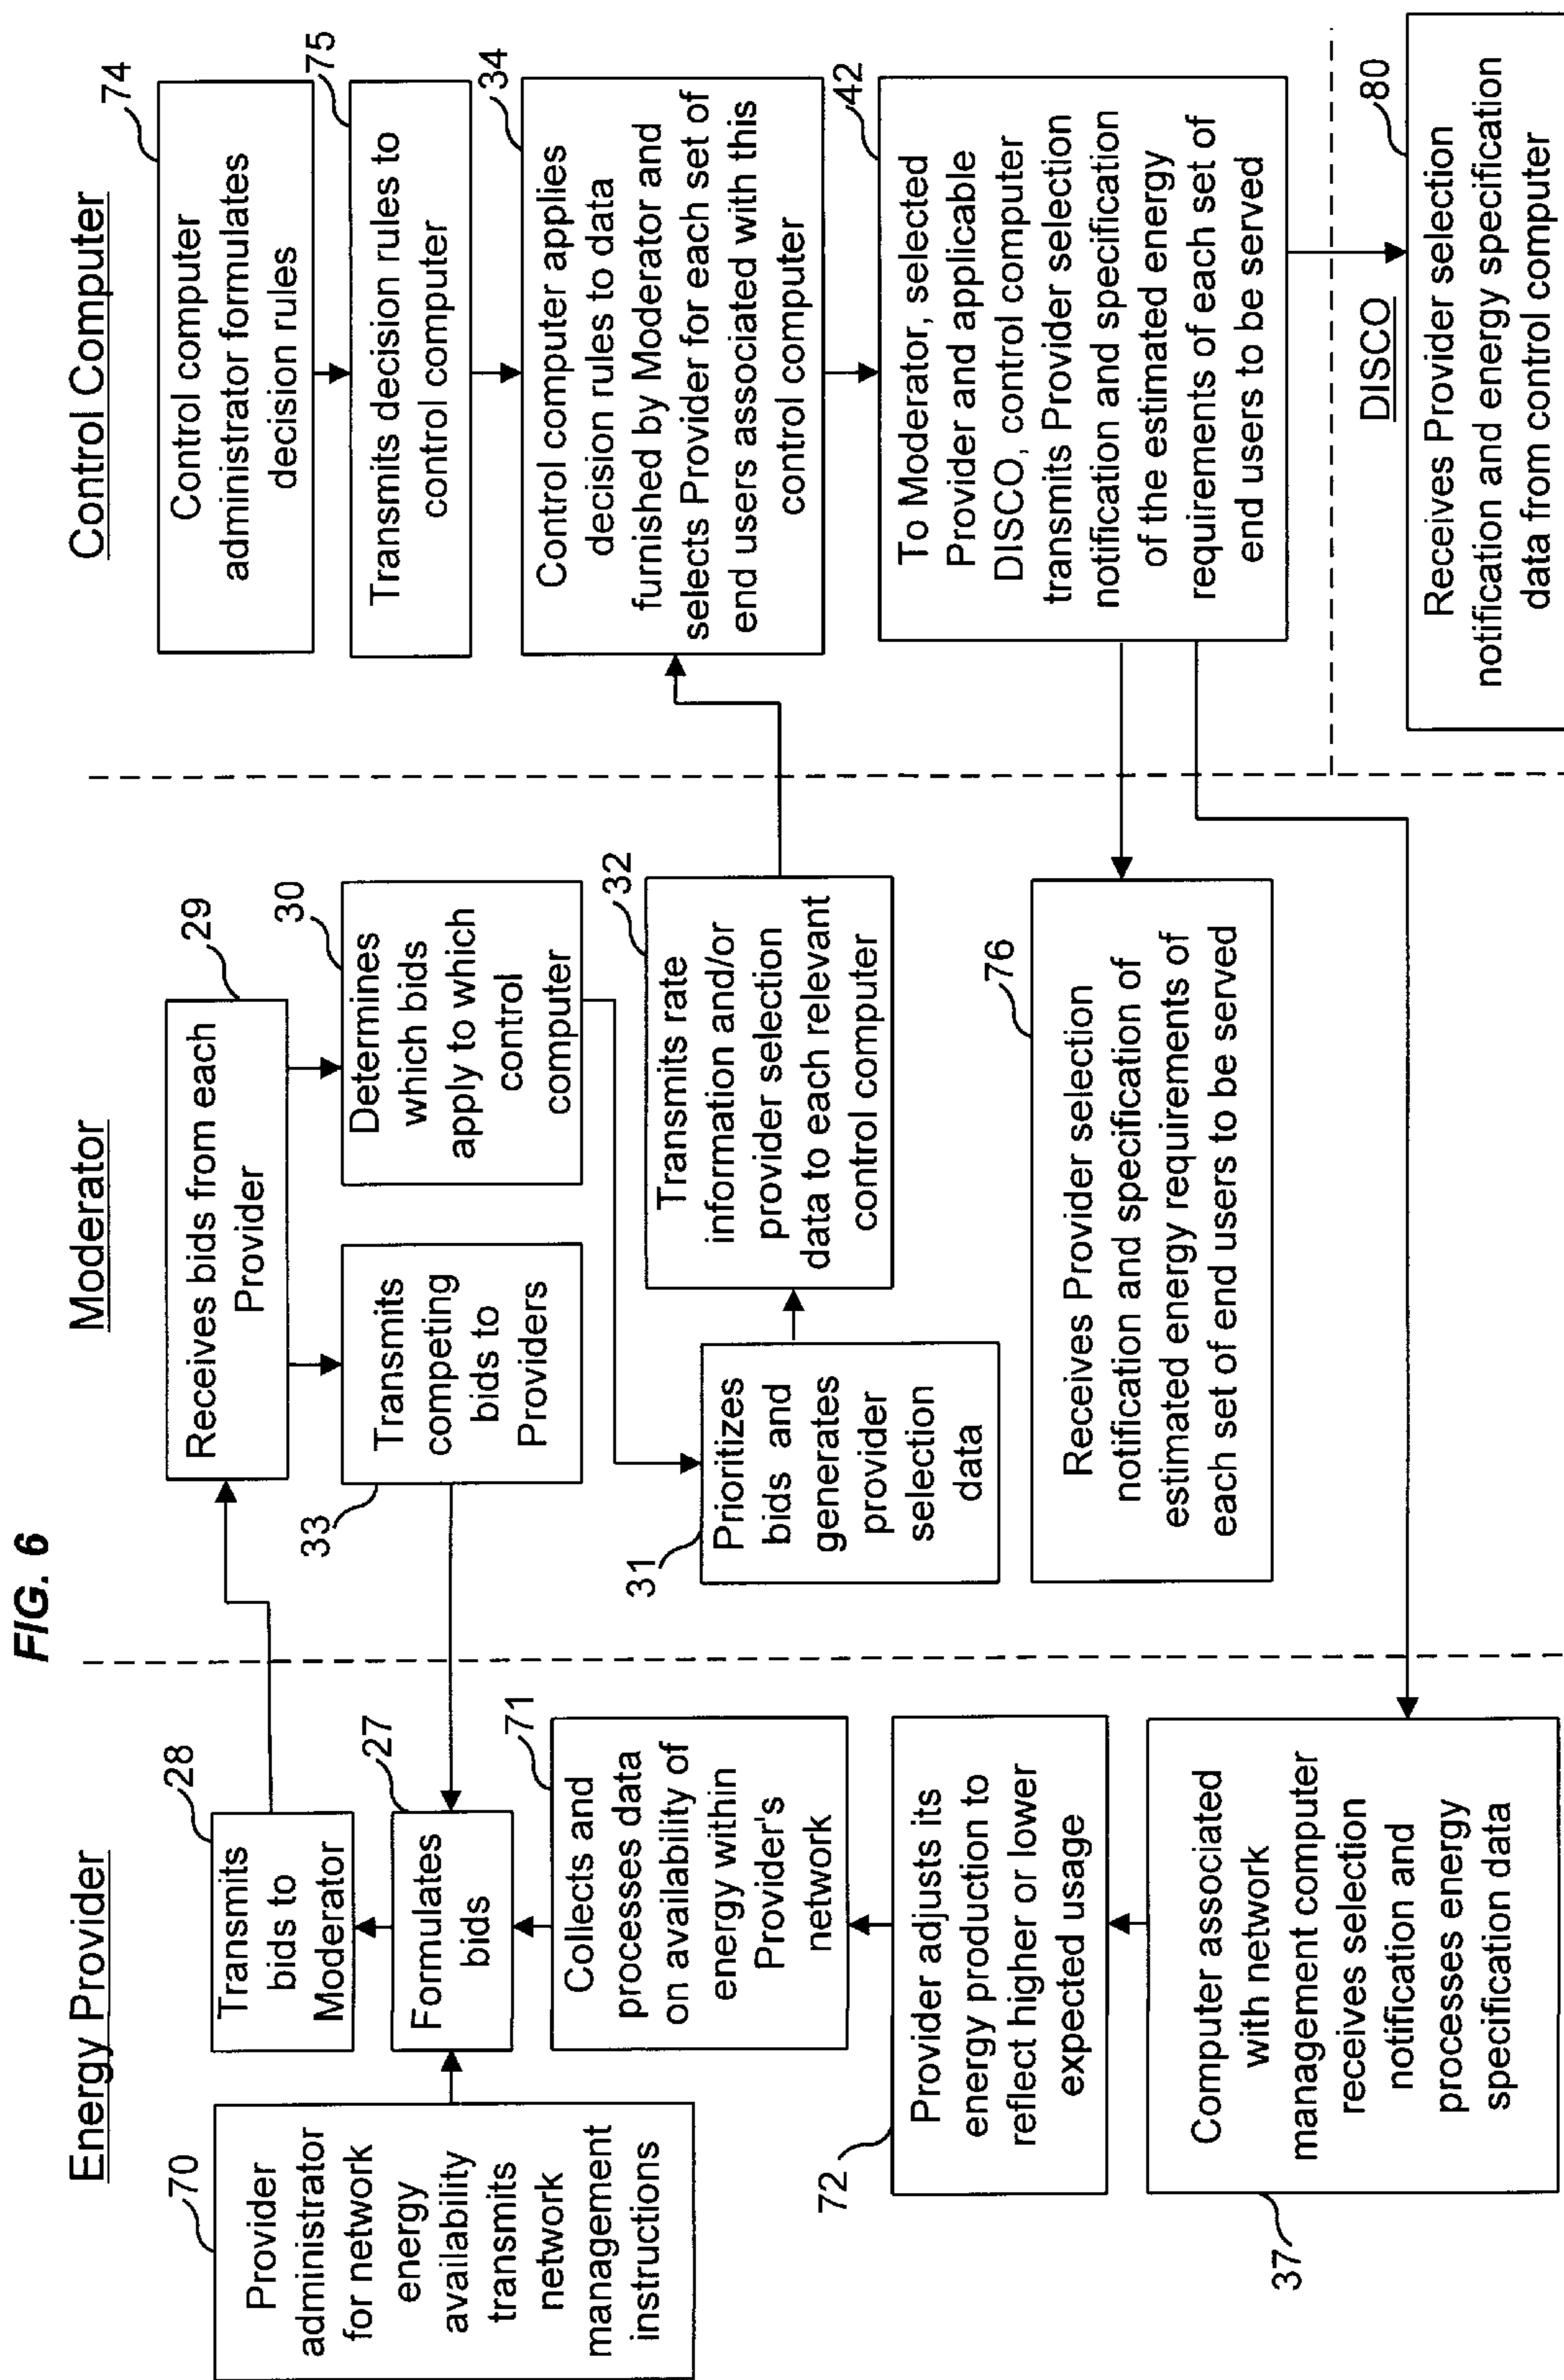 FIG. 6
Energy Provider
70
Provider
administrator
for network
energy
availability
transmits
network
management
instructions
28
Transmits
bids to
Moderator
27
Formulates
bids
71
Collects and
processes data
on availability of
energy within
Provider's
network
72
Provider adjusts its
energy production to
reflect higher or lower
expected usage
37
Computer associated
with network
management computer
receives selection
notification and
processes energy
specification data
Moderator
29
Receives bids from each
Provider
33
Transmits
competing
bids to
Providers
30
Determines
which bids
apply to which
control
computer
31
Prioritizes
bids and
generates
provider
selection
data
32
Transmits rate
information and/or
provider selection
data to each relevant
control computer
76
Receives Provider selection
notification and specification of
estimated energy requirements of
each set of end users to be served
Control Computer
74
Control computer
administrator formulates
decision rules
75
Transmits decision rules to
control computer
34
Control computer applies
decision rules to data
furnished by Moderator and
selects Provider for each set of
end users associated with this
control computer
42
To Moderator, selected
Provider and applicable
DISCO, control computer
transmits Provider selection
notification and specification
of the estimated energy
requirements of each set of
end users to be served
DISCO
80
Receives Provider selection
notification and energy specification
data from control computer